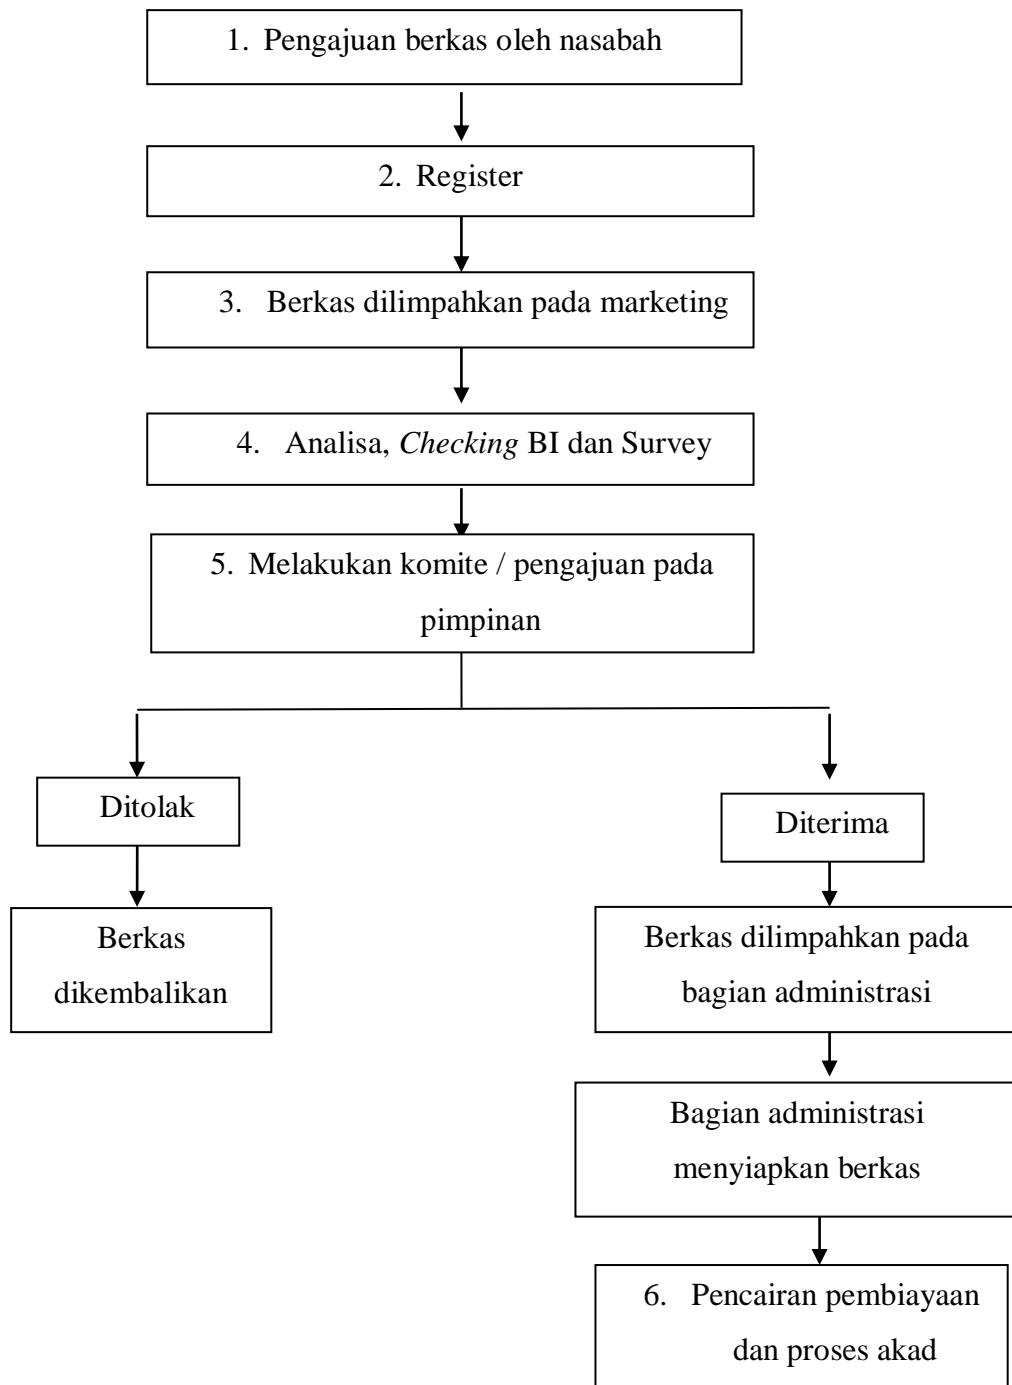 1. Pengajuan berkas oleh nasabah
2. Register
3. Berkas dilimpahkan pada marketing
4. Analisa, Checking BI dan Survey
5. Melakukan komite / pengajuan pada
pimpinan
Ditolak
Diterima
Berkas
dikembalikan
Berkas dilimpahkan pada
bagian administrasi
Bagian administrasi
menyiapkan berkas
6. Pencairan pembiayaan
dan proses akad